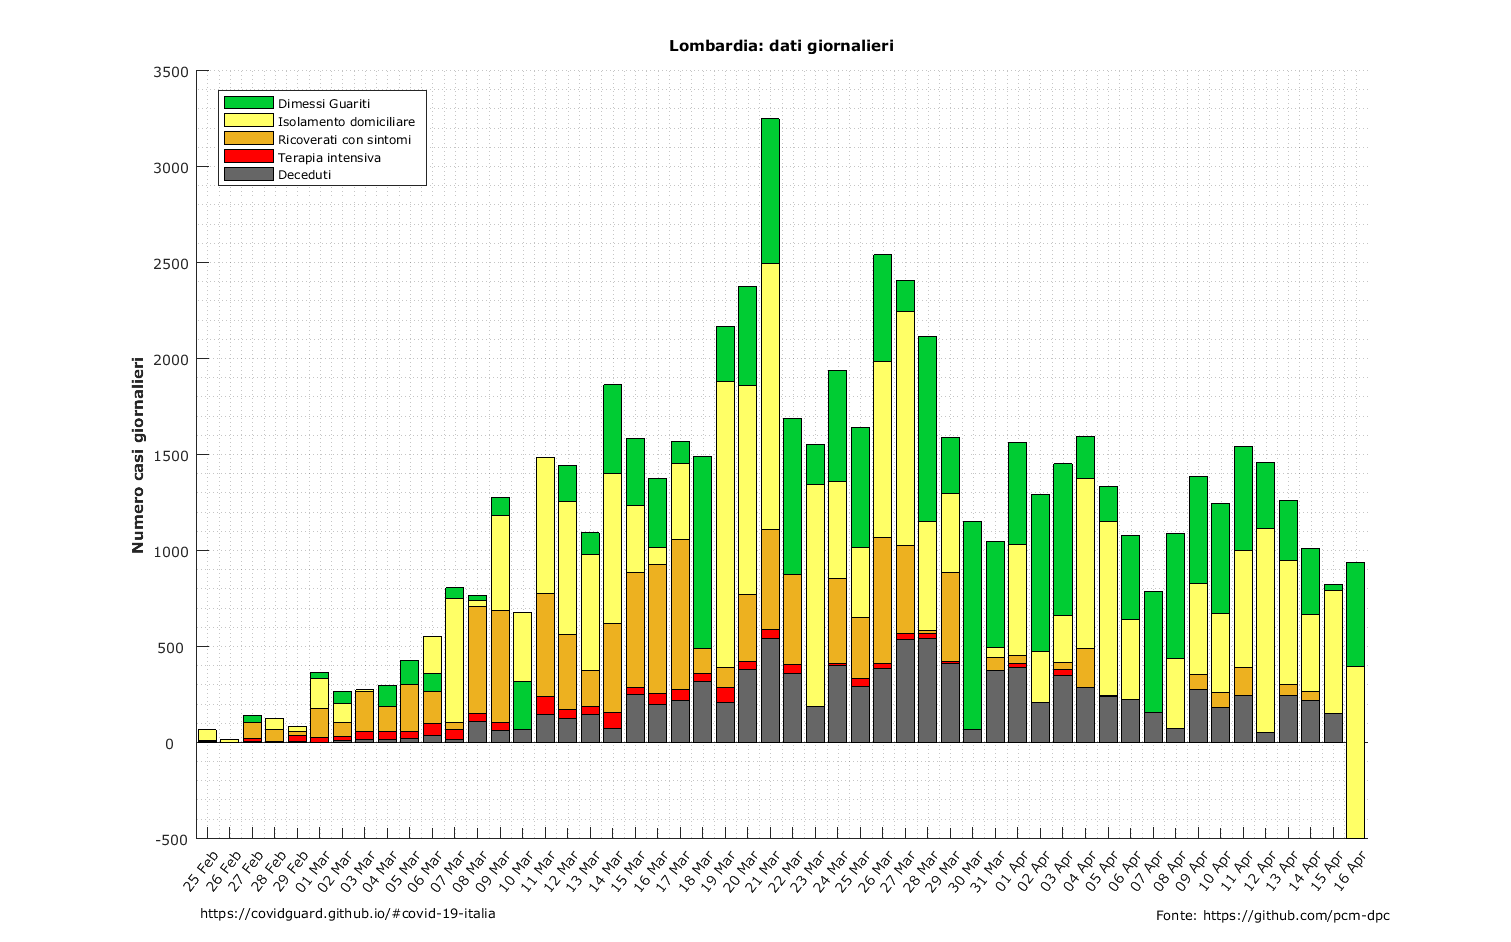 Lombardia: dati giornalieri
3500
3000
2500
2000
1500
1000
500
0
-500
Numero casi giornalieri
Dimessi Guariti
Isolamento domiciliare
Ricoverati con sintomi
Terapia intensiva
Deceduti
25 Feb
26 Feb
27 Feb
28 Feb
29 Feb
01 Mar
02 Mar
03 Mar
04 Mar
05 Mar
06 Mar
07 Mar
08 Mar
09 Mar
10 Mar
11 Mar
12 Mar
13 Mar
14 Mar
15 Mar
16 Mar
17 Mar
18 Mar
19 Mar
20 Mar
21 Mar
22 Mar
23 Mar
24 Mar
25 Mar
26 Mar
27 Mar
28 Mar
29 Mar
30 Mar
31 Mar
01 Apr
02 Apr
03 Apr
04 Apr
05 Apr
06 Apr
07 Apr
08 Apr
09 Apr
10 Apr
11 Apr
12 Apr
13 Apr
14 Apr
15 Apr
16 Apr
https://covidguard.github.io/#covid-19-italia
Fonte: https://github.com/pcm-dpc